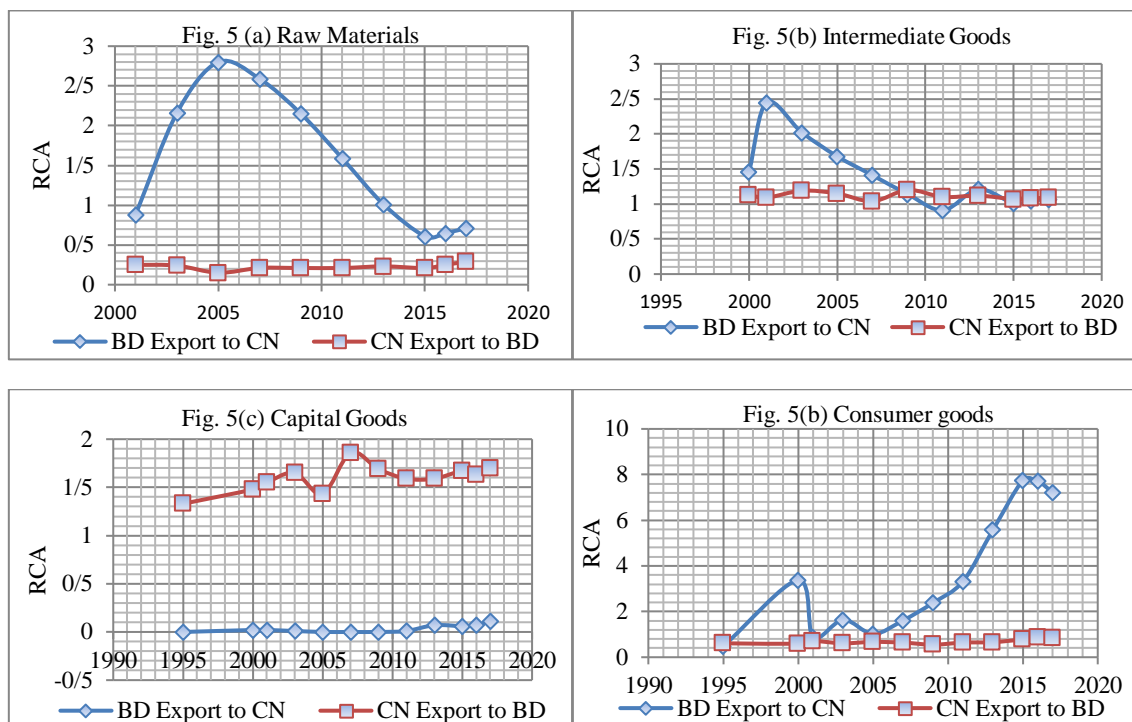 Fig. 5 (a) Raw Materials
3
2/5
2
1/5
1
0/5
0
RCA
2000 2005 2010 2015 2020
BD Export to CN CN Export to BD
Fig. 5(b) Intermediate Goods
3
2/5
2
1/5
1
0/5
0
RCA
1995 2000 2005 2010 2015 2020
BD Export to CN CN Export to BD
Fig. 5(c) Capital Goods
2
1/5
1
0/5
0
-0/5
RCA
1990 1995 2000 2005 2010 2015 2020
BD Export to CN CN Export to BD
Fig. 5(b) Consumer goods
10
8
6
4
2
0
RCA
1990 1995 2000 2005 2010 2015 2020
BD Export to CN CN Export to BD